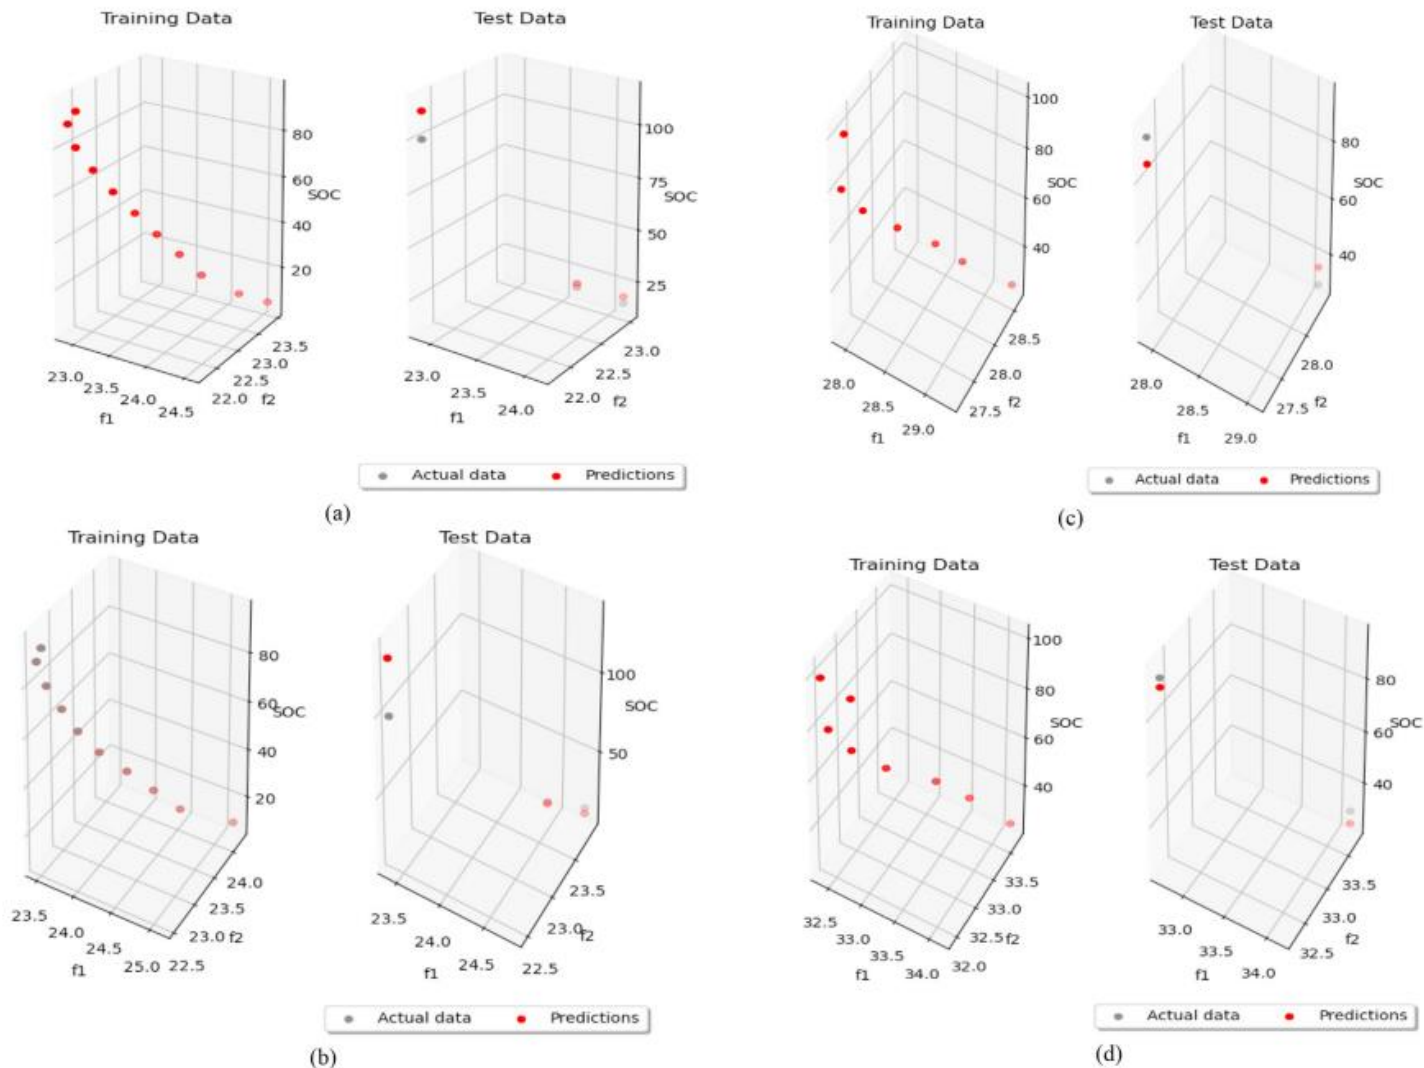 Training Data
Test Data
80
60
SOC
40
20
23.5
23.0
22.5
22.0 f2
23.0
23.5
24.0
24.5
f1
100
75
SOC
50
25
23.0
22.5
22.0 f2
23.0
23.5
24.0
f1
Actual data Predictions
(a)
Training Data
Test Data
100
80
SOC
60
40
28.5
28.0
27.5 f2
28.0
28.5
29.0
f1
80
SOC
60
40
28.0
27.5 f2
28.0
28.5
29.0
f1
Actual data Predictions
(c)
Training Data
Test Data
80
60
SOC
40
20
24.0
23.5
23.0 f2
22.5
23.5
24.0
24.5
25.0
f1
100
SOC
50
23.5
23.0 f2
22.5
23.5
24.0
24.5
f1
Actual data Predictions
(b)
Training Data
Test Data
100
80
SOC
60
40
33.5
33.0
32.5 f2
32.0
32.5
33.0
33.5
34.0
f1
80
60 SOC
40
33.5
33.0
32.5 f2
33.0
33.5
34.0
f1
Actual data Predictions
(d)